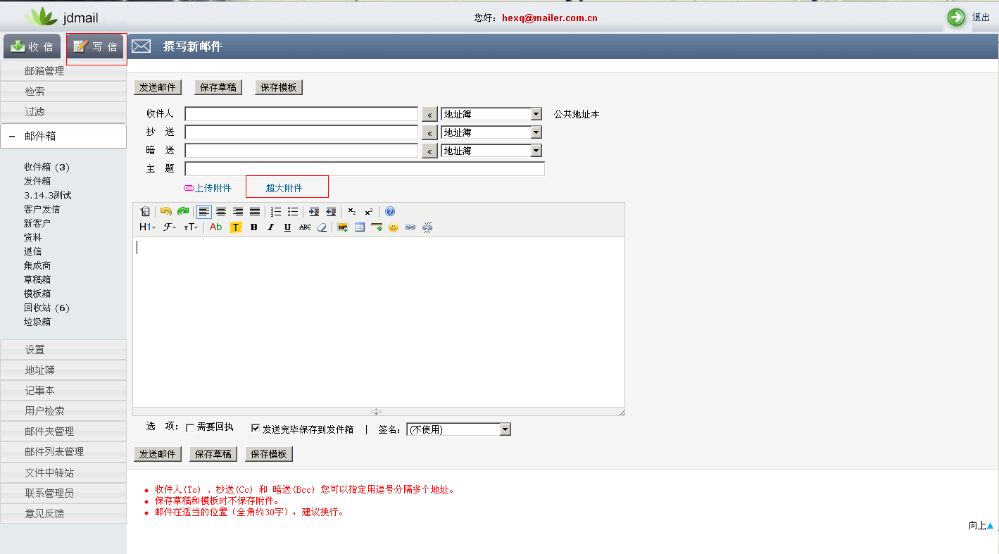 jdmail
您好：hexq@mailer.com.cn
退出
收 信
写 信
撰写新邮件
邮箱管理
检索
过滤
邮件箱
收件箱 (3)
发件箱
3.14.3测试
客户发信
新客户
资料
退信
集成商
草稿箱
模板箱
回收站 (6)
垃圾箱
设置
地址簿
记事本
用户检索
邮件夹管理
邮件列表管理
文件中转站
联系管理员
意见反馈
发送邮件 保存草稿 保存模板
收件人 « 地址簿 公共地址本
抄 送 « 地址簿
暗 送 « 地址簿
主 题
上传附件 超大附件
H1 F TT Ab T B I U ABC
选 项： 需要回执 发送完毕保存到发件箱 | 签名： (不使用)
发送邮件 保存草稿 保存模板
收件人(To) 、抄送(Cc) 和 暗送(Bcc) 您可以指定用逗号分隔多个地址。
保存草稿和模板时不保存附件。
邮件在适当的位置（全角约30字），建议换行。
向上